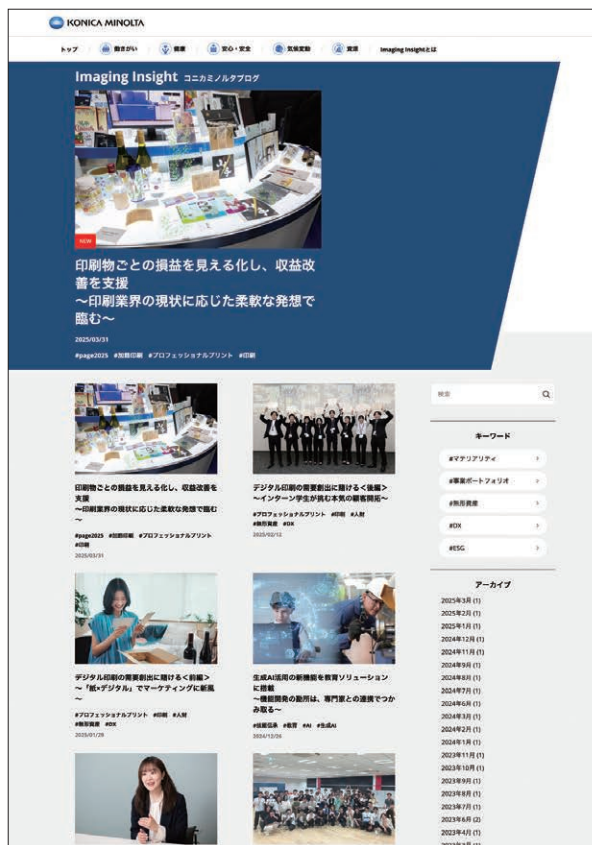 KONICA MINOLTA
トップ
働きがい
健康
安心・安全
気候変動
資源
Imaging Insightとは
Imaging Insight コニカミノルタブログ
NEW
印刷物ごとの損益を見える化し、収益改
善を支援
～印刷業界の現状に応じた柔軟な発想で
臨む～
2025/03/31
#page2025 #加飾印刷 #プロフェッショナルプリント #印刷
印刷物ごとの損益を見える化し、収益改善を
支援
～印刷業界の現状に応じた柔軟な発想で臨む
～
#page2025 #加飾印刷 #プロフェッショナルプリント
#印刷
2025/03/31
デジタル印刷の需要創出に賭ける＜後編＞
～インターン学生が挑む本気の顧客開拓～
#プロフェッショナルプリント #印刷 #人財
#無形資産 #DX
2025/02/12
デジタル印刷の需要創出に賭ける＜前編＞
～「紙×デジタル」でマーケティングに新風
～
#プロフェッショナルプリント #印刷 #人財
#無形資産 #DX
2025/01/28
生成AI活用の新機能を教育ソリューション
に搭載
～機能開発の勘所は、専門家との連携でつか
み取る～
#技能伝承 #教育 #AI #生成AI
2024/12/26
検索
キーワード
#マテリアリティ
#事業ポートフォリオ
#無形資産
#DX
#ESG
アーカイブ
2025年3月 (1)
2025年2月 (1)
2025年1月 (1)
2024年12月 (1)
2024年11月 (1)
2024年9月 (1)
2024年8月 (1)
2024年7月 (1)
2024年6月 (1)
2024年3月 (1)
2024年2月 (1)
2024年1月 (1)
2023年11月 (1)
2023年10月 (1)
2023年9月 (1)
2023年8月 (1)
2023年7月 (1)
2023年6月 (2)
2023年4月 (1)